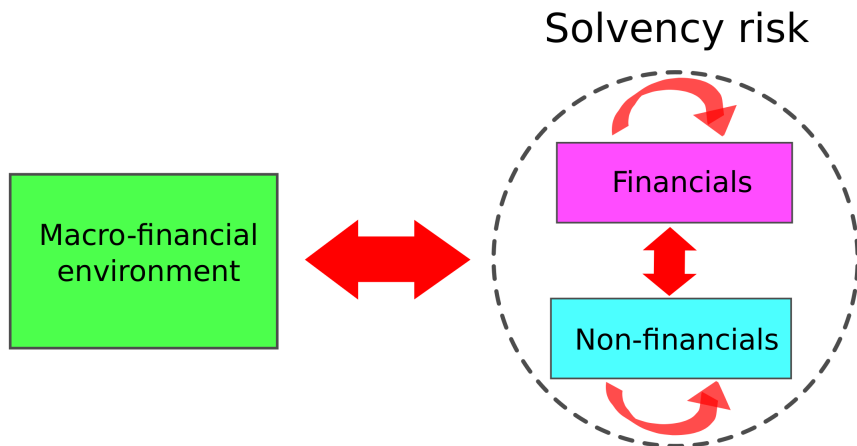 Solvency risk
Financials
Macro-financial
environment
Non-financials